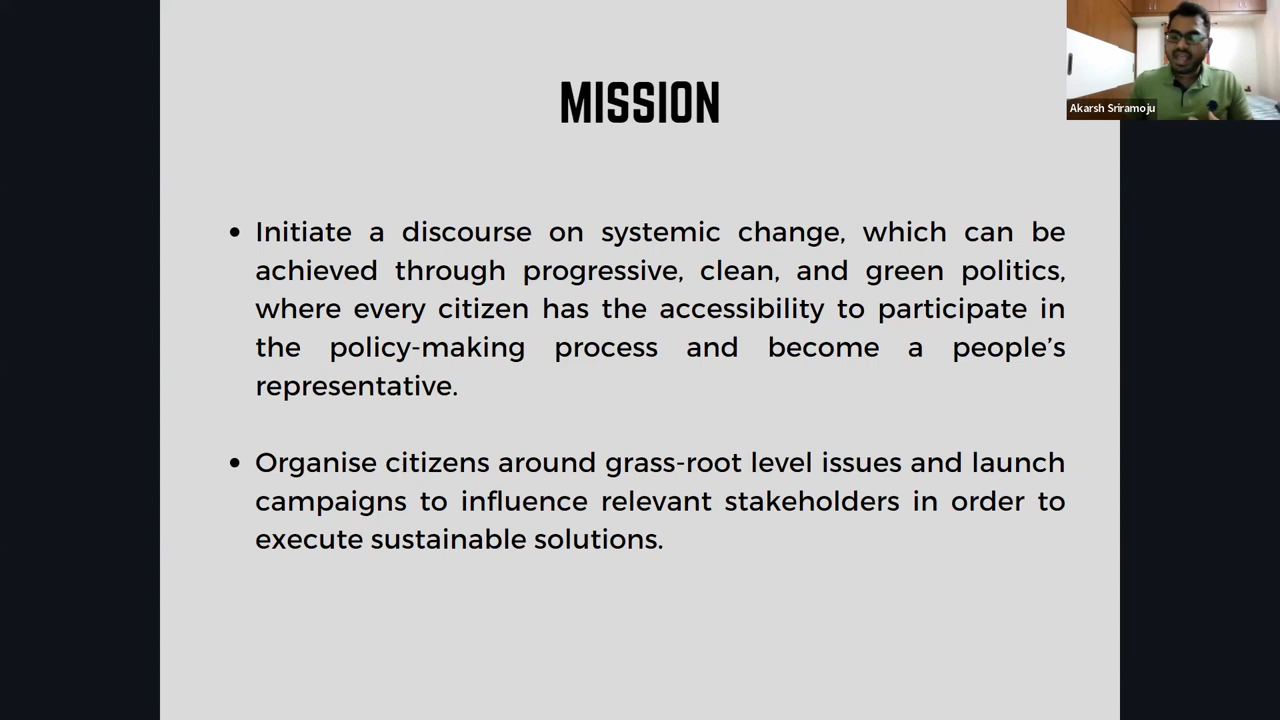 MISSION
Akarsh Sriramoju
• Initiate a discourse on systemic change, which can be
achieved through progressive, clean, and green politics,
where every citizen has the accessibility to participate in
the policy-making process and become a people’s
representative.
• Organise citizens around grass-root level issues and launch
campaigns to influence relevant stakeholders in order to
execute sustainable solutions.